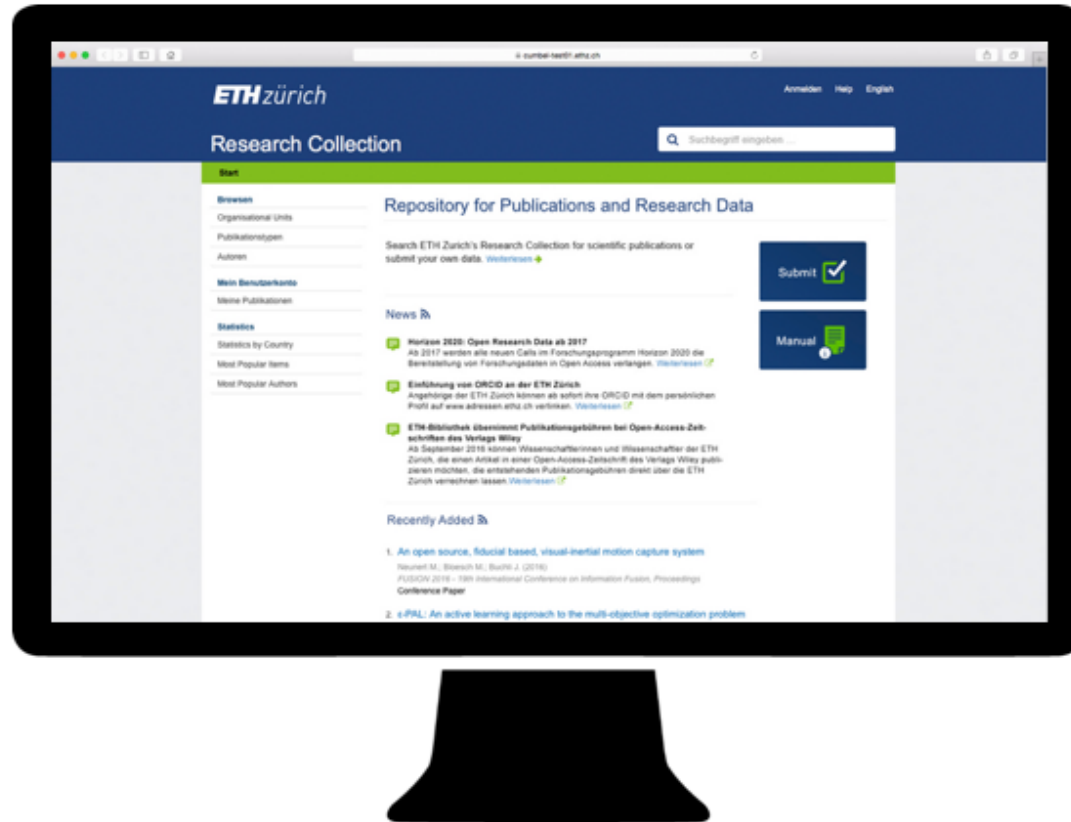 cumbel-test01.ethz.ch
ETH zürich
Anmelden Help English
Research Collection
Suchbegriff eingeben....
Start
Browsen
Organisational Units
Publikationstypen
Autoren
Mein Benutzerkonto
Meine Publikationen
Statistics
Statistics by Country
Most Popular Items
Most Popular Authors
Repository for Publications and Research Data
Search ETH Zurich's Research Collection for scientific publications or
submit your own data. Weiterlesen
Submit
Manual
News
Horizon 2020: Open Research Data ab 2017
Ab 2017 werden alle neuen Calls im Forschungsprogramm Horizon 2020 die
Bereitstellung von Forschungsdaten in Open Access verlangen. Weiterlesen
Einführung von ORCID an der ETH Zürich
Angehörige der ETH Zürich können ab sofort ihre ORCID mit dem persönlichen
Profil auf www.adressen.ethz.ch verlinken. Weiterlesen
ETH-Bibliothek übernimmt Publikationsgebühren bei Open-Access-Zeit-
schriften des Verlags Wiley
Ab September 2016 können Wissenschaftlerinnen und Wissenschaftler der ETH
Zürich, die einen Artikel in einer Open-Access-Zeitschrift des Verlags Wiley publi-
zieren möchten, die entstehenden Publikationsgebühren direkt über die ETH
Zürich verrechnen lassen. Weiterlesen
Recently Added
1. An open source, fiducial based, visual-inertial motion capture system
Neunert M.; Bloesch M.; Buchli J. (2016)
FUSION 2016 - 19th International Conference on Information Fusion, Proceedings
Conference Paper
2. ε-PAL: An active learning approach to the multi-objective optimization problem